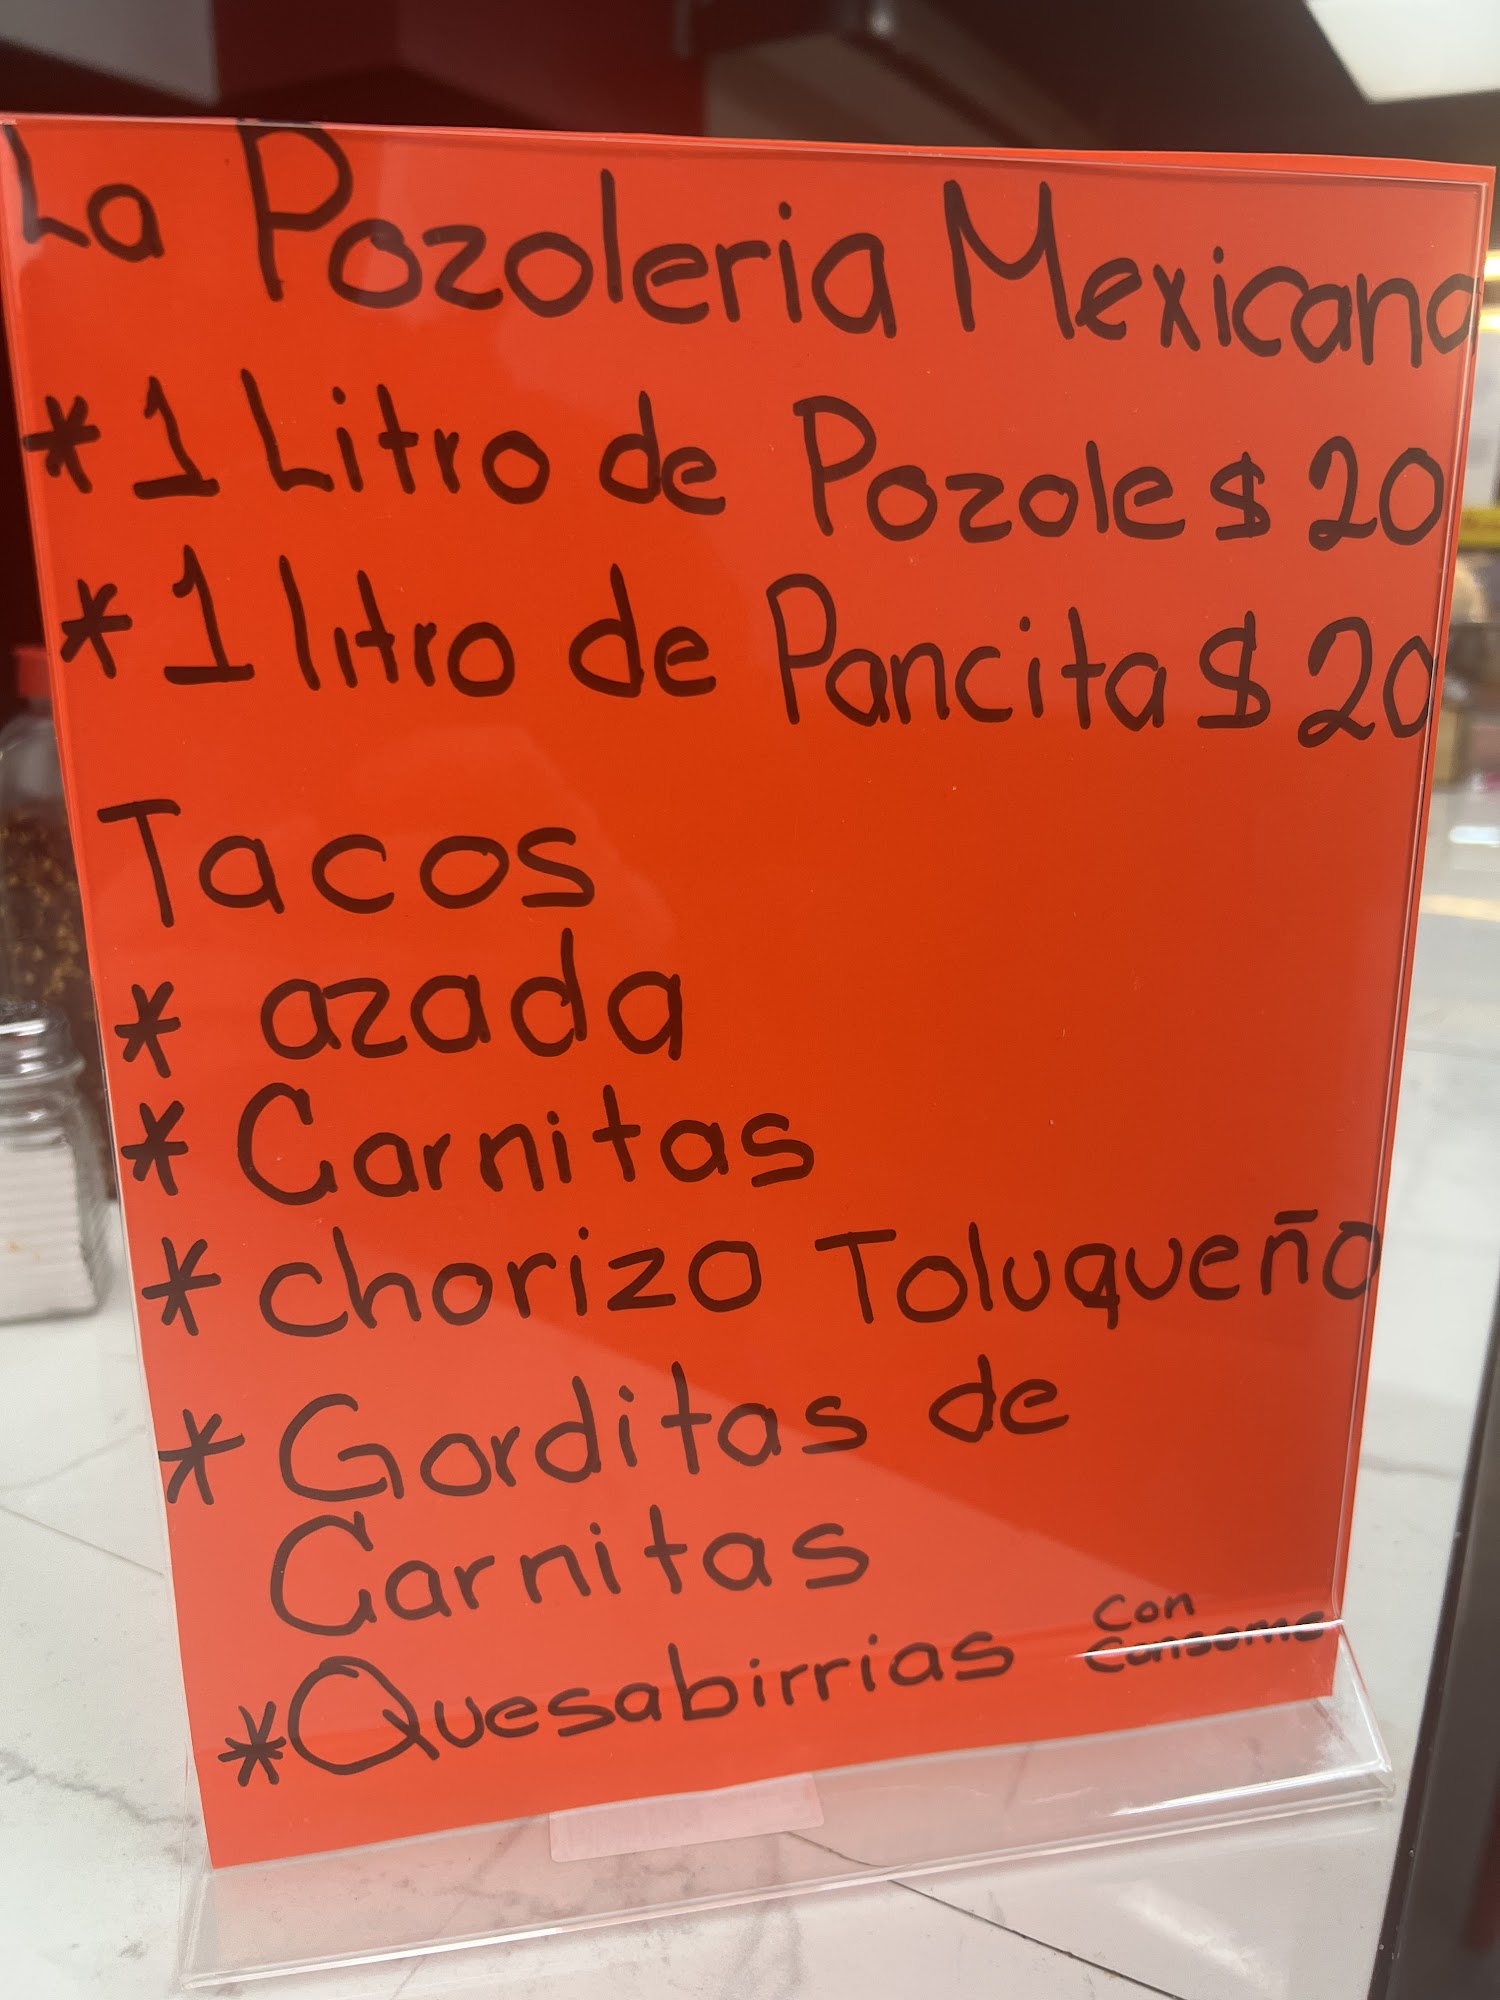 La Pozoleria Mexicana
*1 Litro de Pozole $20
*1 litro de Pancita $20
Tacos
* azada
* Carnitas
* chorizo Toluqueño
* Gorditas de
Carnitas
*Quesabirrias Con
Consome